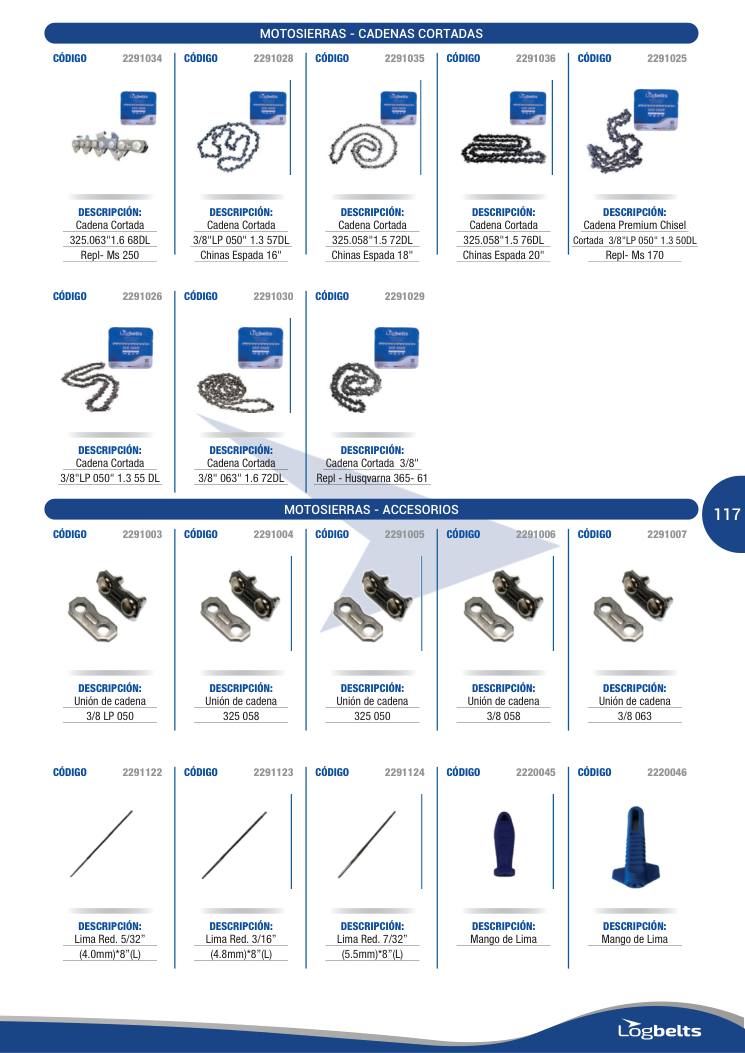 MOTOSIERRAS - CADENAS CORTADAS
CÓDIGO 2291034
DESCRIPCIÓN:
Cadena Cortada
325.063"1.6 68DL
Repl- Ms 250
CÓDIGO 2291028
DESCRIPCIÓN:
Cadena Cortada
3/8"LP 050" 1.3 57DL
Chinas Espada 16"
CÓDIGO 2291035
DESCRIPCIÓN:
Cadena Cortada
325.058"1.5 72DL
Chinas Espada 18"
CÓDIGO 2291036
DESCRIPCIÓN:
Cadena Cortada
325.058"1.5 76DL
Chinas Espada 20"
CÓDIGO 2291025
DESCRIPCIÓN:
Cadena Premium Chisel
Cortada 3/8"LP 050" 1.3 50DL
Repl- Ms 170
CÓDIGO 2291026
Logbelts
DESCRIPCIÓN:
Cadena Cortada
3/8"LP 050" 1.3 55 DL
CÓDIGO 2291030
Logbelts
DESCRIPCIÓN:
Cadena Cortada
3/8" 063" 1.6 72DL
CÓDIGO 2291029
Logbelts
DESCRIPCIÓN:
Cadena Cortada 3/8"
Repl - Husqvarna 365- 61
MOTOSIERRAS - ACCESORIOS
117
CÓDIGO 2291003
DESCRIPCIÓN:
Unión de cadena
3/8 LP 050
CÓDIGO 2291004
DESCRIPCIÓN:
Unión de cadena
325 058
CÓDIGO 2291005
DESCRIPCIÓN:
Unión de cadena
325 050
CÓDIGO 2291006
DESCRIPCIÓN:
Unión de cadena
3/8 058
CÓDIGO 2291007
DESCRIPCIÓN:
Unión de cadena
3/8 063
CÓDIGO 2291122
DESCRIPCIÓN:
Lima Red. 5/32”
(4.0mm)*8”(L)
CÓDIGO 2291123
DESCRIPCIÓN:
Lima Red. 3/16”
(4.8mm)*8”(L)
CÓDIGO 2291124
DESCRIPCIÓN:
Lima Red. 7/32”
(5.5mm)*8”(L)
CÓDIGO 2220045
DESCRIPCIÓN:
Mango de Lima
CÓDIGO 2220046
DESCRIPCIÓN:
Mango de Lima
Logbelts